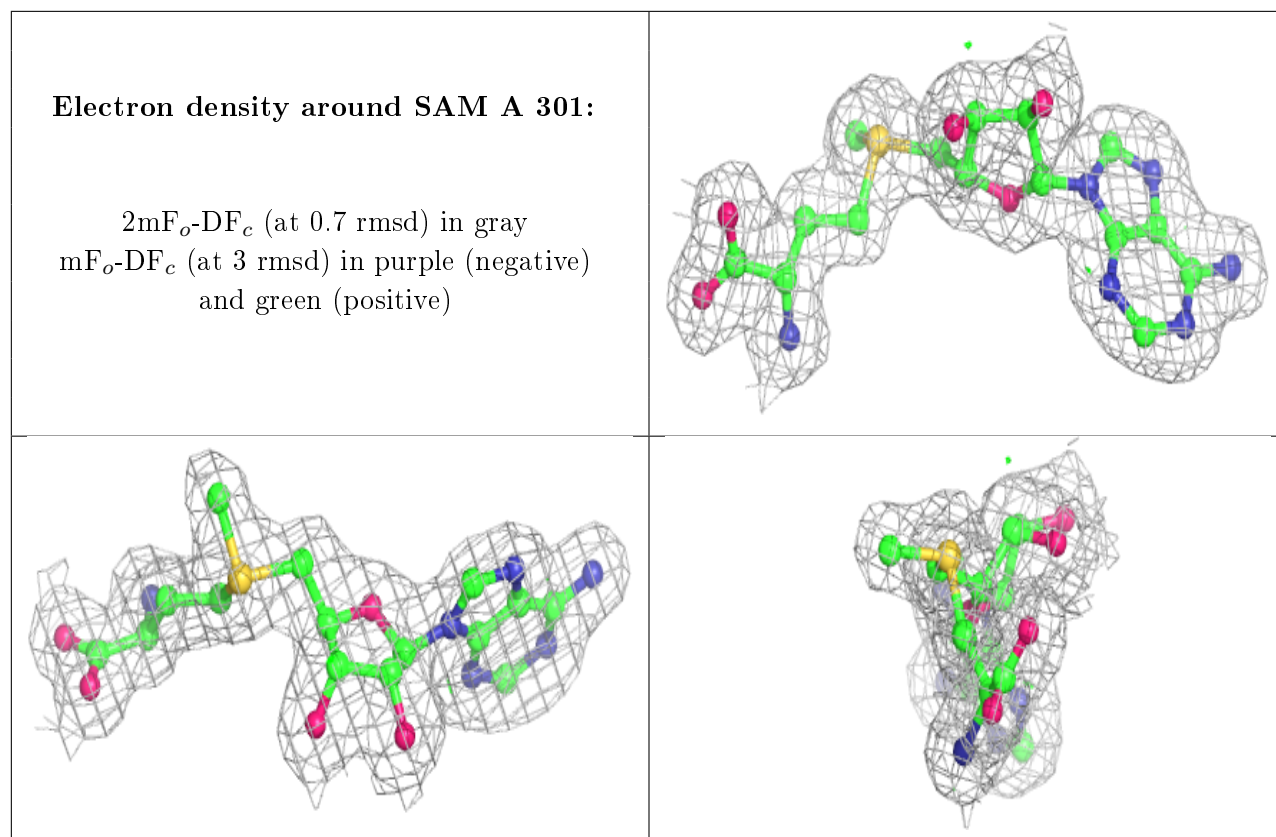 Electron density around SAM A 301:
2mFₒ-DF𝒸 (at 0.7 rmsd) in gray
mFₒ-DF𝒸 (at 3 rmsd) in purple (negative)
and green (positive)